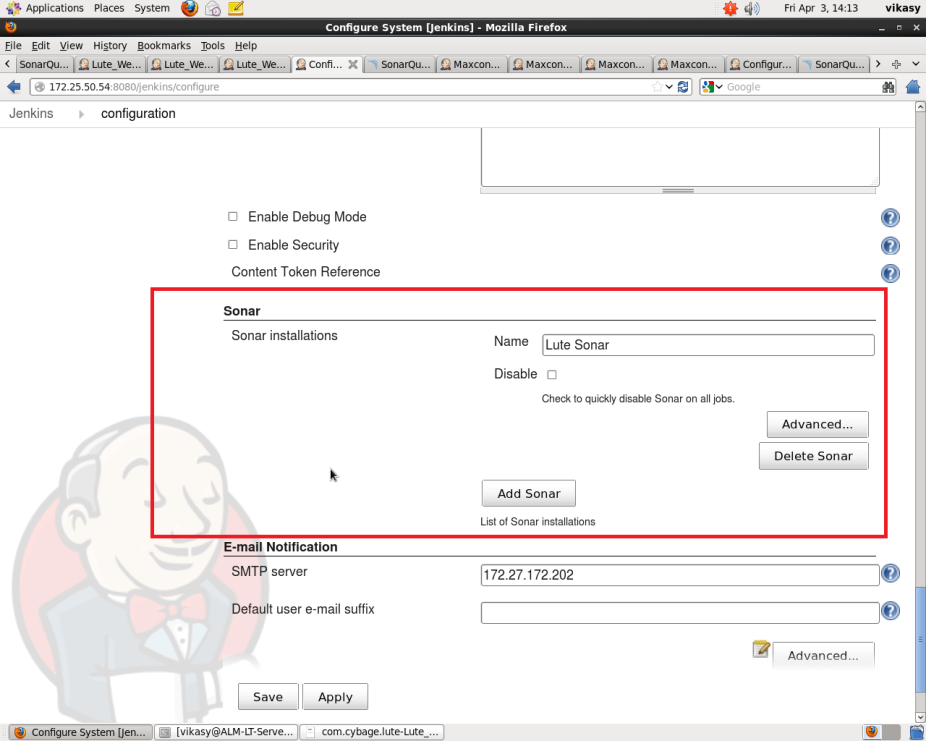 Applications Places System Fri Apr 3, 14:13 vikasy
Configure System [Jenkins] - Mozilla Firefox
File Edit View History Bookmarks Tools Help
SonarQu... Lute_We... Lute_We... Lute_We... Confi... SonarQu... Maxcon... Maxcon... Maxcon... Maxcon... Configur... SonarQu...
172.25.50.54:8080/jenkins/configure Google
Jenkins configuration
Enable Debug Mode
Enable Security
Content Token Reference
Sonar
Sonar installations
Name Lute Sonar
Disable
Check to quickly disable Sonar on all jobs.
Advanced...
Delete Sonar
Add Sonar
List of Sonar installations
E-mail Notification
SMTP server 172.27.172.202
Default user e-mail suffix
Advanced...
Save Apply
Configure System [Jen... [vikasy@ALM-LT-Serve... com.cybage.lute-Lute_...